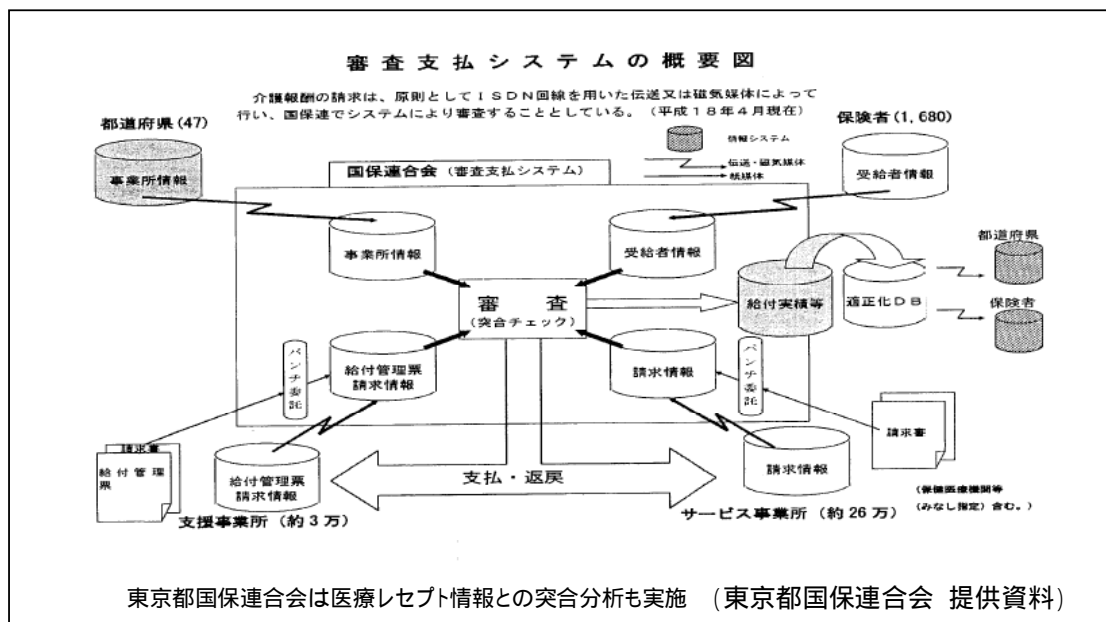 審査支払システムの概要図
介護報酬の請求は、原則としてISDN回線を用いた伝送又は磁気媒体によって
行い、国保連でシステムにより審査することとしている。(平成18年4月現在)
都道府県(47)
保険者(1,680)
情報システム
伝送・磁気媒体
紙媒体
事業所情報
国保連合会(審査支払システム)
受給者情報
事業所情報
受給者情報
都道府県
審 査
(突合チェック)
給付実績等
適正化DB
保険者
パンチ委託
給付管理票
請求情報
請求情報
パンチ委託
請求書
給付管理
票
給付管理票
請求情報
支払・返戻
請求情報
請求書
支援事業所(約3万)
サービス事業所(約26万)
(保健医療機関等
(みなし指定)含む。)
東京都国保連合会は医療レセプト情報との突合分析も実施 (東京都国保連合会 提供資料)